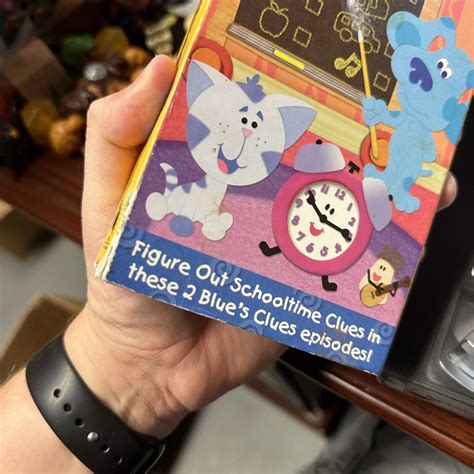 Figure Out Schooltime Clues in
these 2 Blue's Clues episodes!